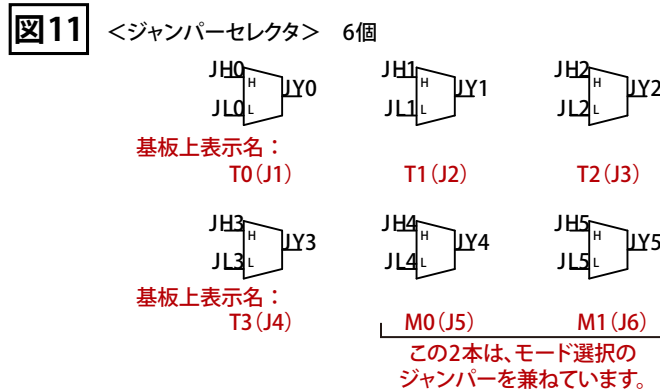 図11 <ジャンパーセレクタ> 6個
JH0 H JY0 JL0 L
JH1 H JY1 JL1 L
JH2 H JY2 JL2 L
基板上表示名：
T0(J1) T1(J2) T2(J3)
JH3 H JY3 JL3 L
JH4 H JY4 JL4 L
JH5 H JY5 JL5 L
基板上表示名：
T3(J4) M0(J5) M1(J6)
この2本は、モード選択の
ジャンパーを兼ねています。